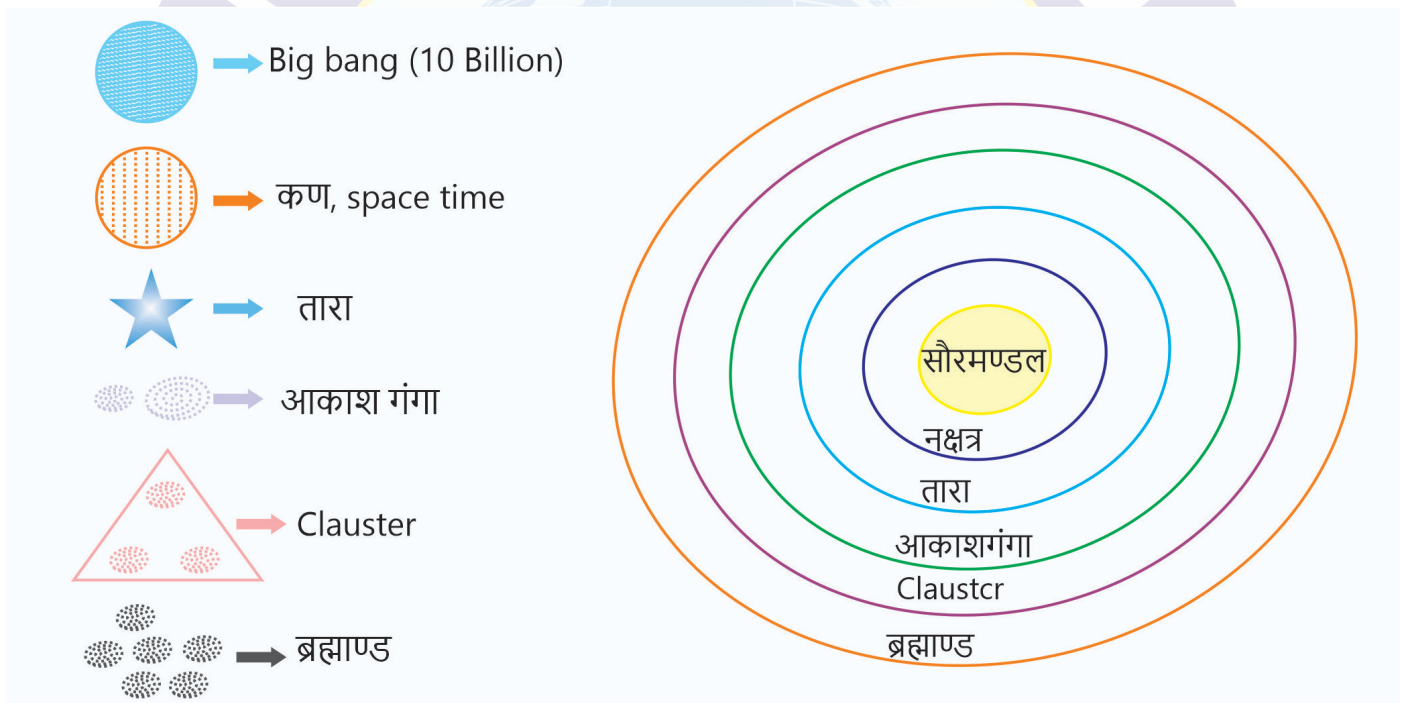 Big bang (10 Billion)
कण, space time
तारा
आकाश गंगा
Clauster
ब्रह्माण्ड
सौरमण्डल
नक्षत्र
तारा
आकाशगंगा
Claustcr
ब्रह्माण्ड